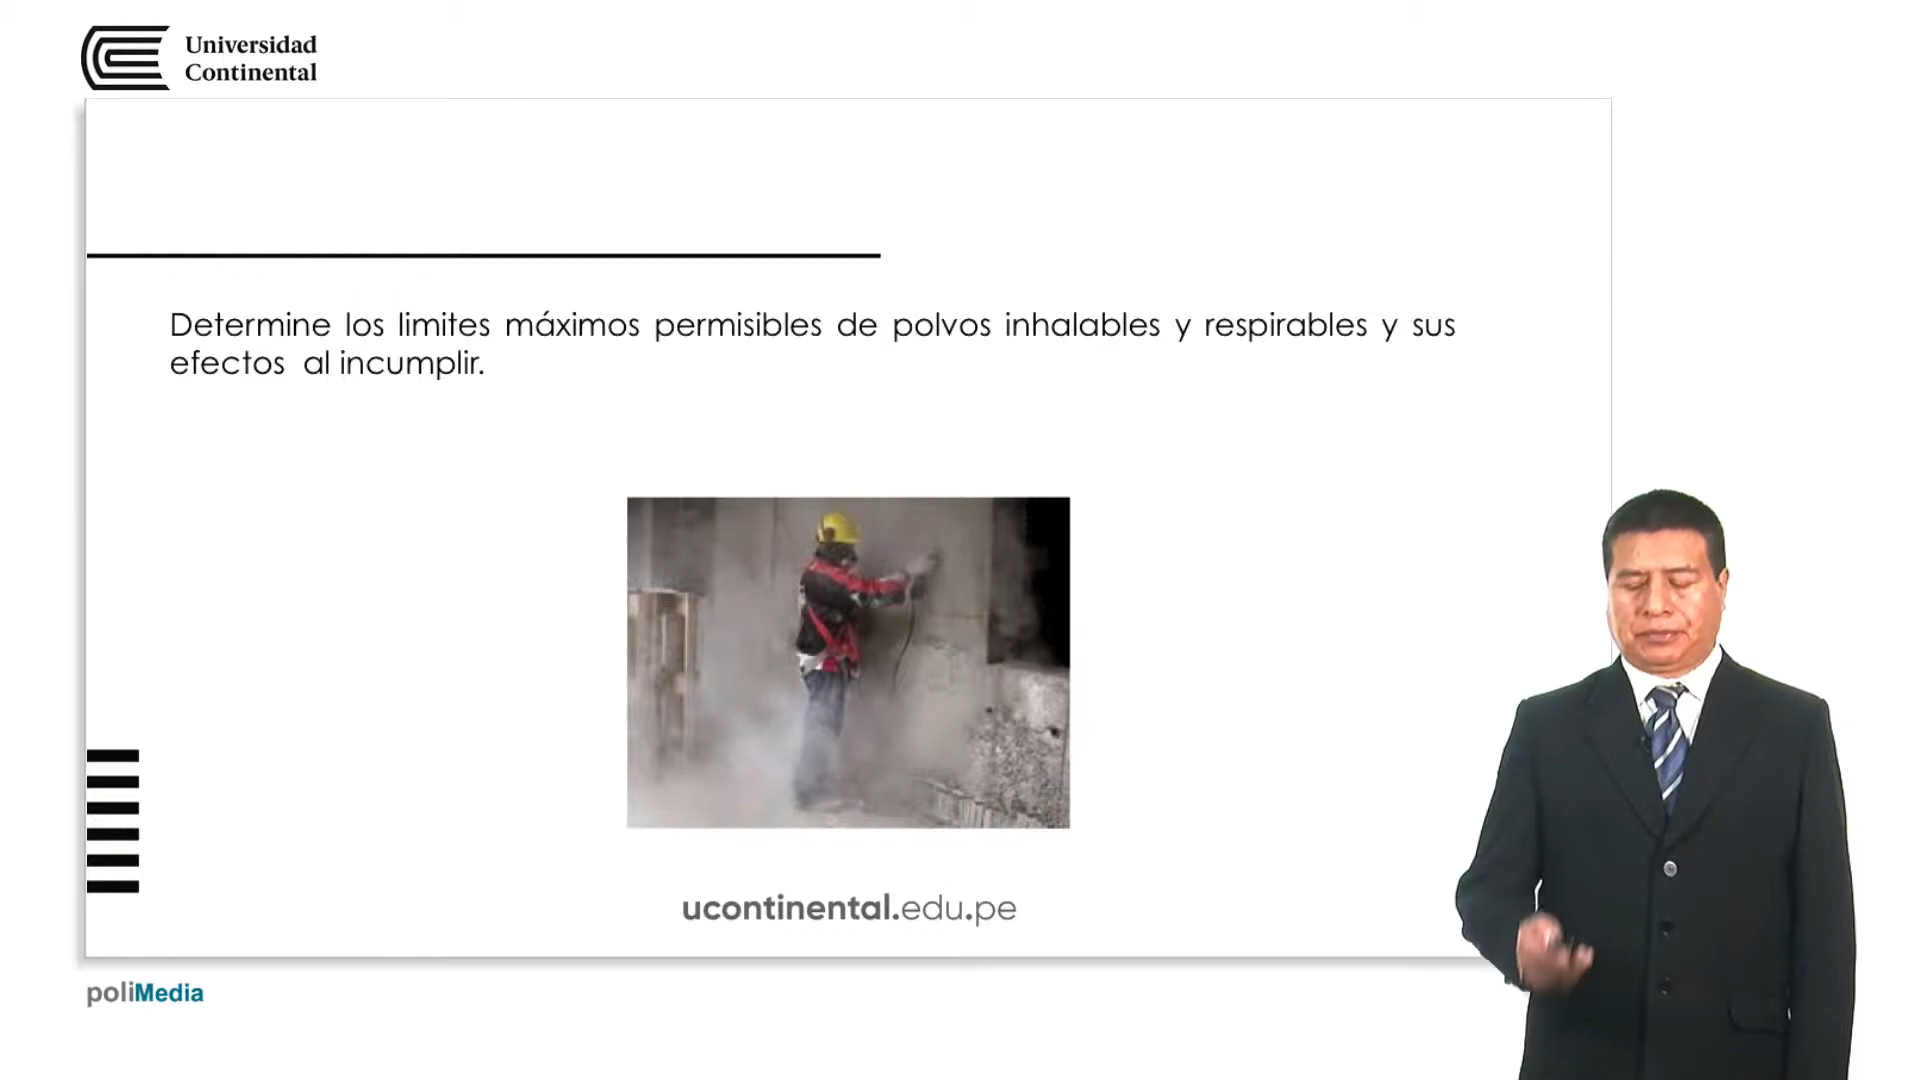 Universidad
Continental
Determine los limites máximos permisibles de polvos inhalables y respirables y sus
efectos al incumplir.
ucontinental.edu.pe
poliMedia